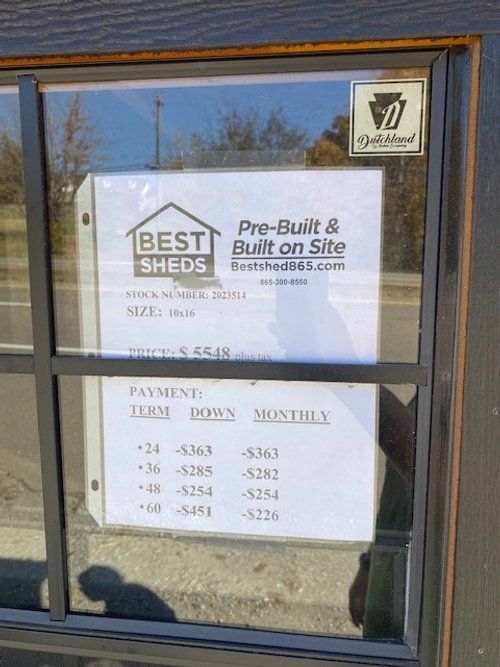 D
Dutchland
BEST
SHEDS
Pre-Built &
Built on Site
Bestshed865.com
865-300-8550
STOCK NUMBER: 2023514
SIZE: 10x16
PRICE: $ 5548 plus tax
PAYMENT:
TERM DOWN MONTHLY
• 24 -$363 -$363
• 36 -$285 -$282
• 48 -$254 -$254
• 60 -$451 -$226